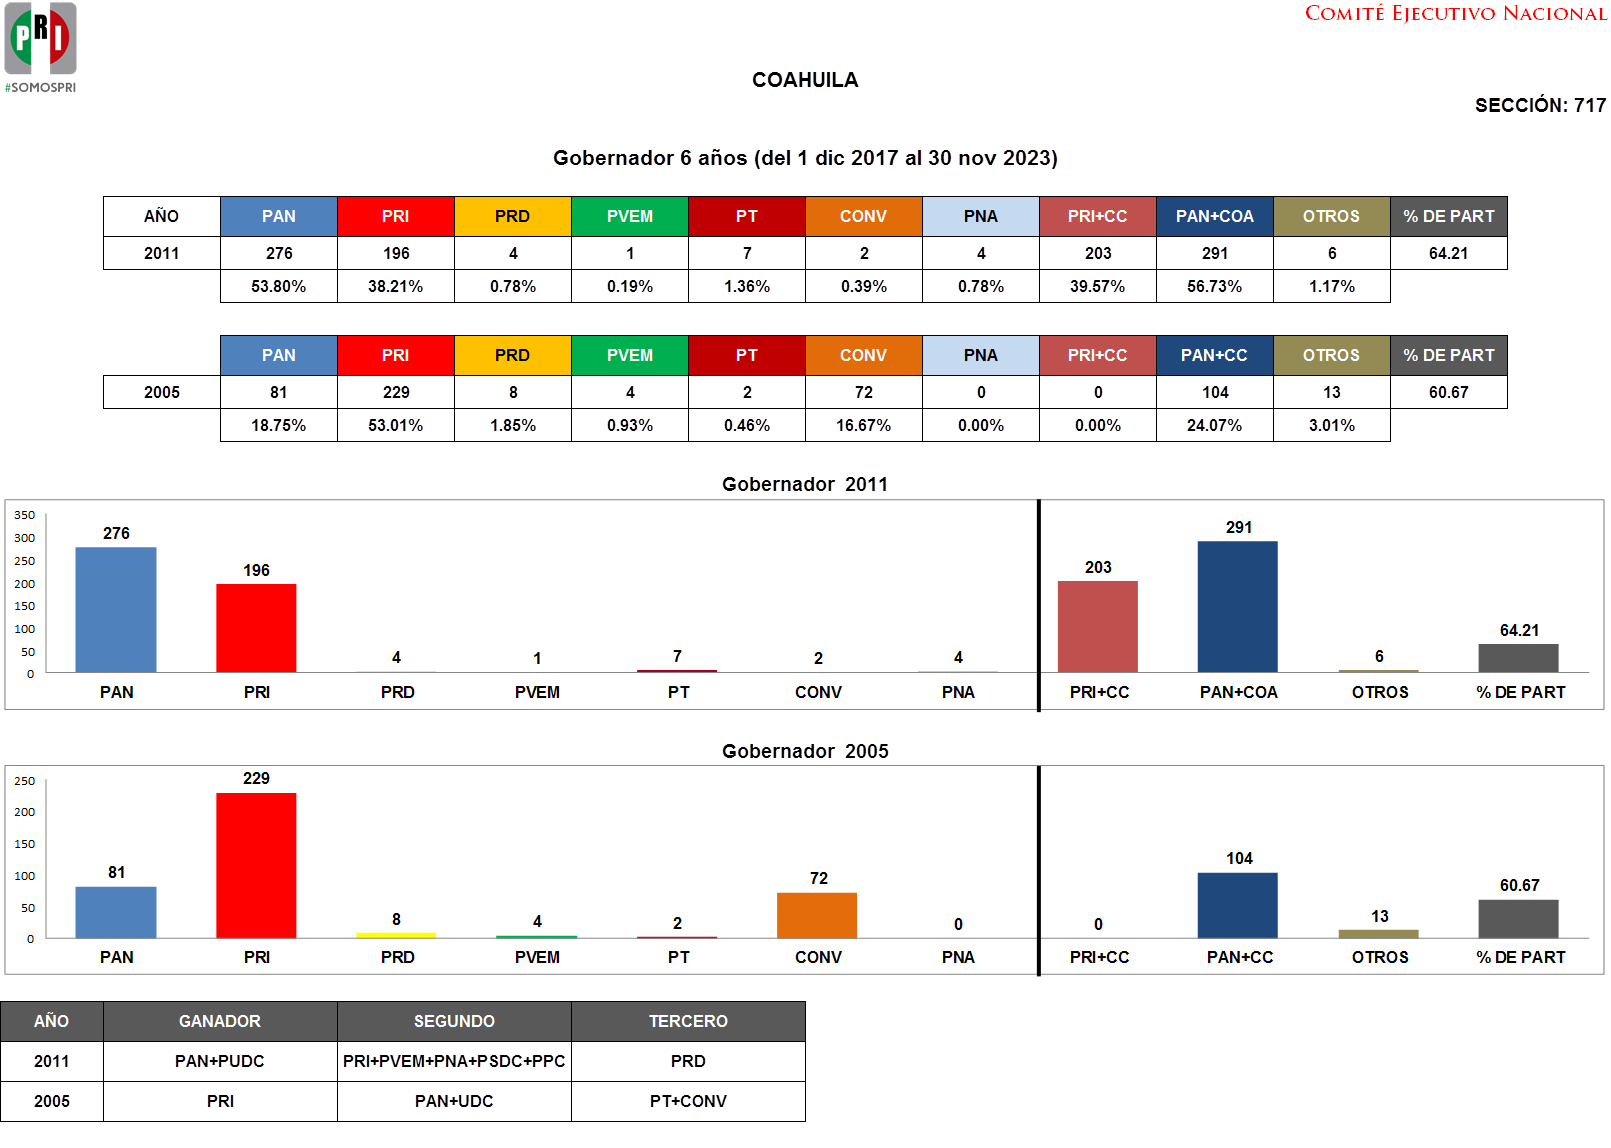 PRI
#SOMOSPRI
COMITÉ EJECUTIVO NACIONAL
COAHUILA
SECCIÓN: 717
Gobernador 6 años (del 1 dic 2017 al 30 nov 2023)
AÑO PAN PRI PRD PVEM PT CONV PNA PRI+CC PAN+COA OTROS % DE PART
2011 276 196 4 1 7 2 4 203 291 6 64.21
53.80% 38.21% 0.78% 0.19% 1.36% 0.39% 0.78% 39.57% 56.73% 1.17%
PAN PRI PRD PVEM PT CONV PNA PRI+CC PAN+CC OTROS % DE PART
2005 81 229 8 4 2 72 0 0 104 13 60.67
18.75% 53.01% 1.85% 0.93% 0.46% 16.67% 0.00% 0.00% 24.07% 3.01%
Gobernador 2011
350
300
250
200
150
100
50
0
276 196 4 1 7 2 4 203 291 6 64.21
PAN PRI PRD PVEM PT CONV PNA PRI+CC PAN+COA OTROS % DE PART
Gobernador 2005
250
200
150
100
50
0
81 229 8 4 2 72 0 0 104 13 60.67
PAN PRI PRD PVEM PT CONV PNA PRI+CC PAN+CC OTROS % DE PART
AÑO GANADOR SEGUNDO TERCERO
2011 PAN+PUDC PRI+PVEM+PNA+PSDC+PPC PRD
2005 PRI PAN+UDC PT+CONV